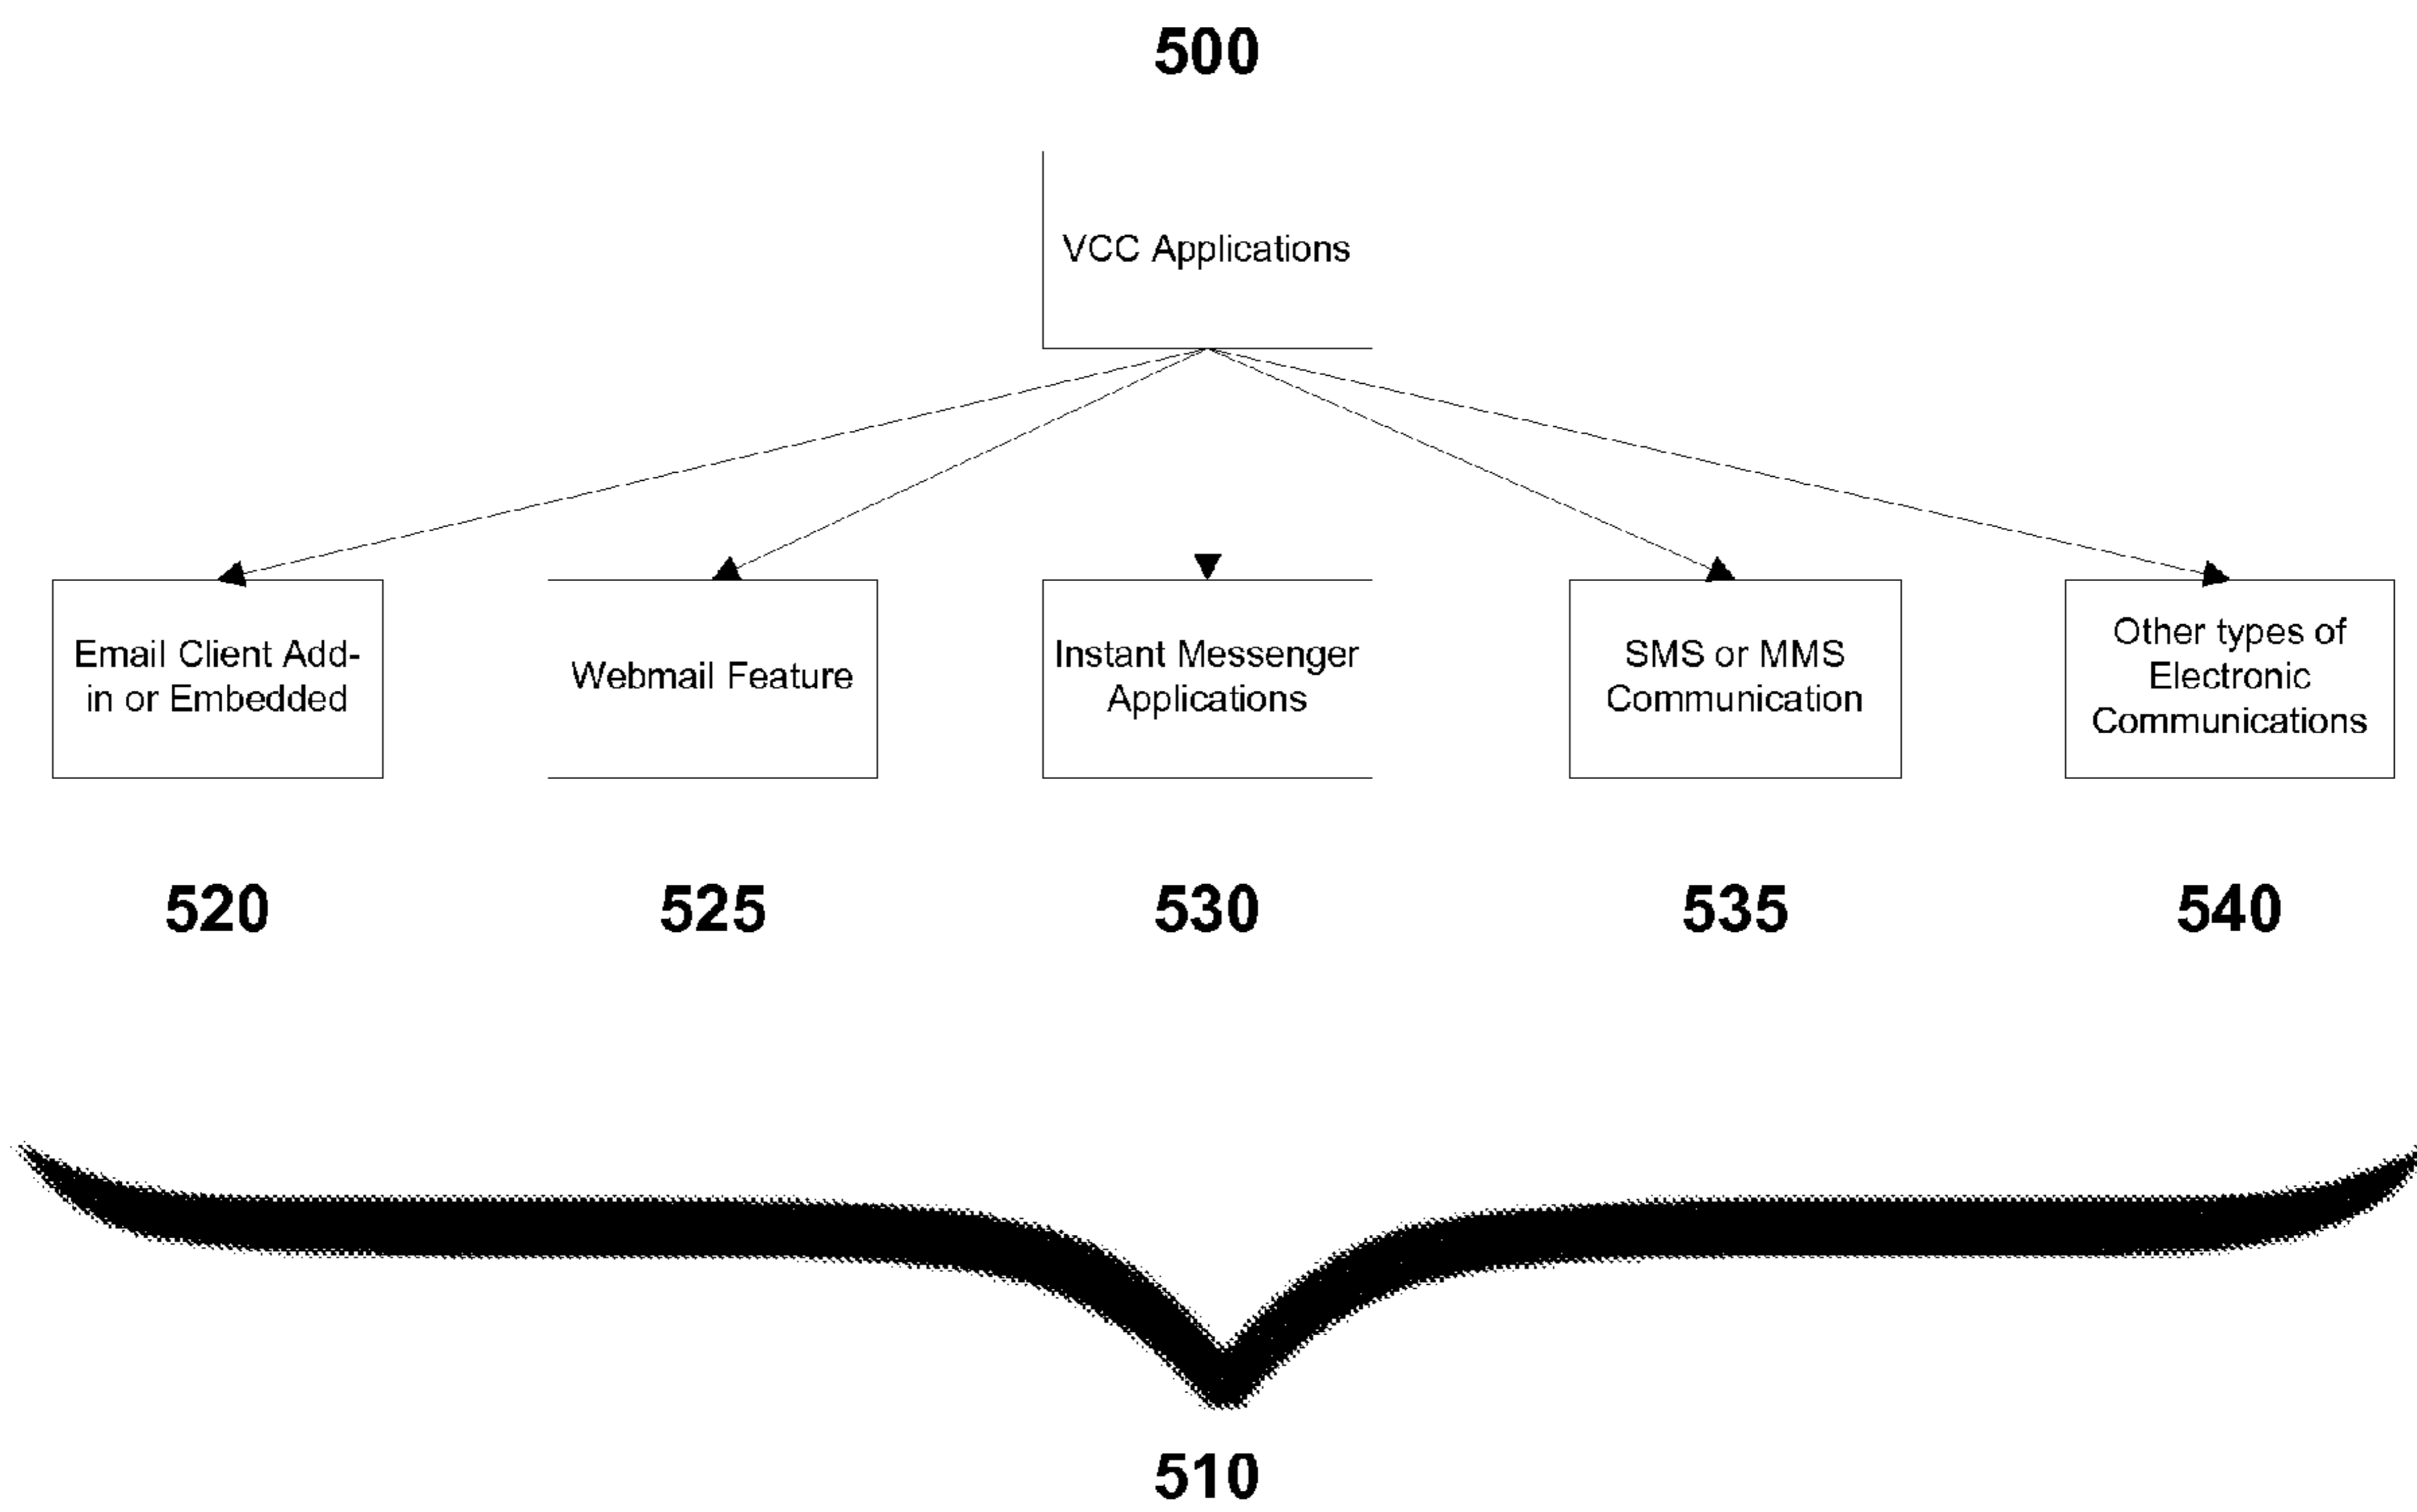 500
VCC Applications
Email Client Add-
in or Embedded
Webmail Feature
Instant Messenger
Applications
SMS or MMS
Communication
Other types of
Electronic
Communications
520
525
530
535
540
510